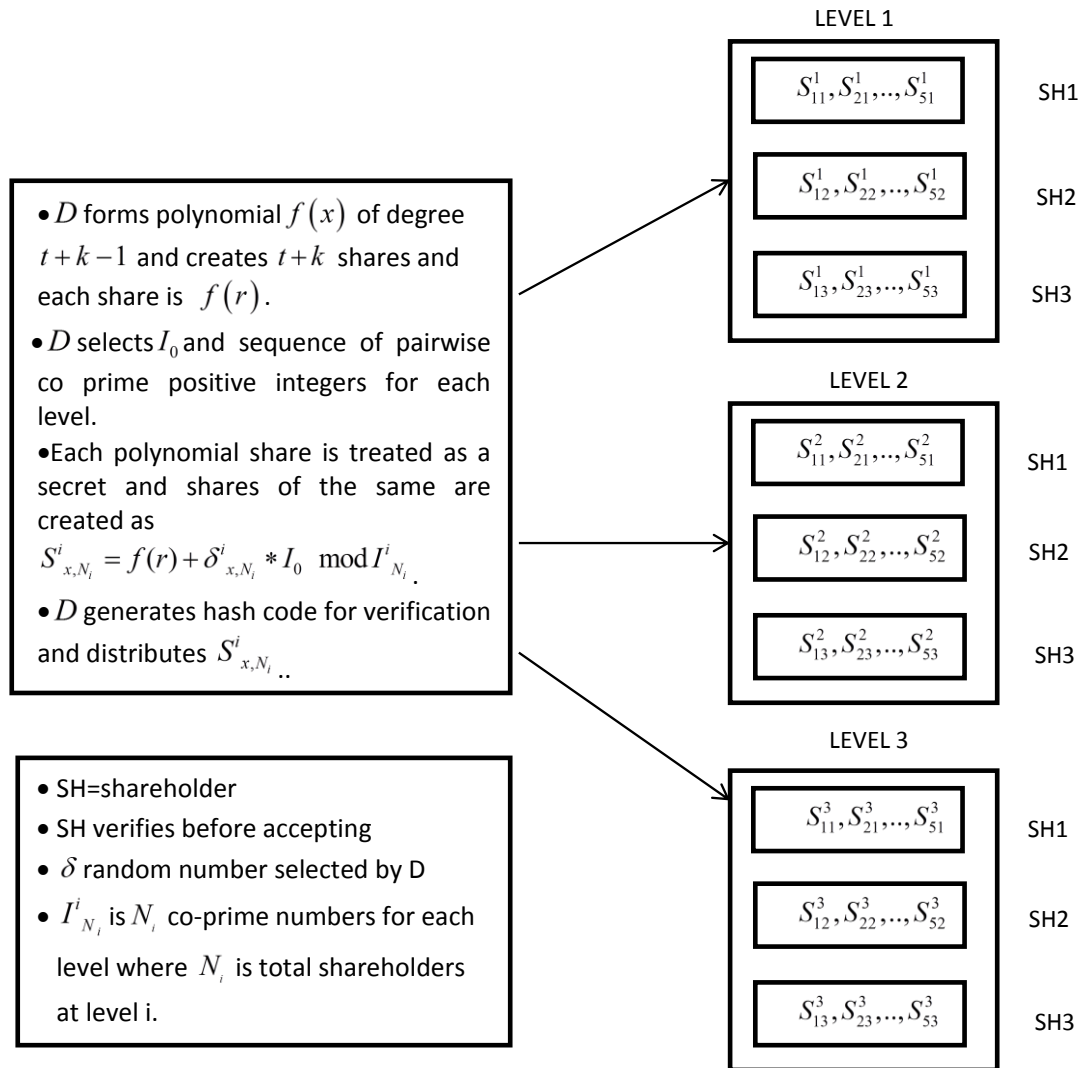 • D forms polynomial f(x) of degree
t + k − 1 and creates t + k shares and
each share is f(r).
• D selects I_0 and sequence of pairwise
co prime positive integers for each
level.
•Each polynomial share is treated as a
secret and shares of the same are
created as
S^i_{x,N_i} = f(r) + δ^i_{x,N_i} * I_0 mod I^i_{N_i} .
• D generates hash code for verification
and distributes S^i_{x,N_i} ..
• SH=shareholder
• SH verifies before accepting
• δ random number selected by D
• I^i_{N_i} is N_i co-prime numbers for each
level where N_i is total shareholders
at level i.
LEVEL 1
S^1_{11}, S^1_{21},.., S^1_{51} SH1
S^1_{12}, S^1_{22},.., S^1_{52} SH2
S^1_{13}, S^1_{23},.., S^1_{53} SH3
LEVEL 2
S^2_{11}, S^2_{21},.., S^2_{51} SH1
S^2_{12}, S^2_{22},.., S^2_{52} SH2
S^2_{13}, S^2_{23},.., S^2_{53} SH3
LEVEL 3
S^3_{11}, S^3_{21},.., S^3_{51} SH1
S^3_{12}, S^3_{22},.., S^3_{52} SH2
S^3_{13}, S^3_{23},.., S^3_{53} SH3